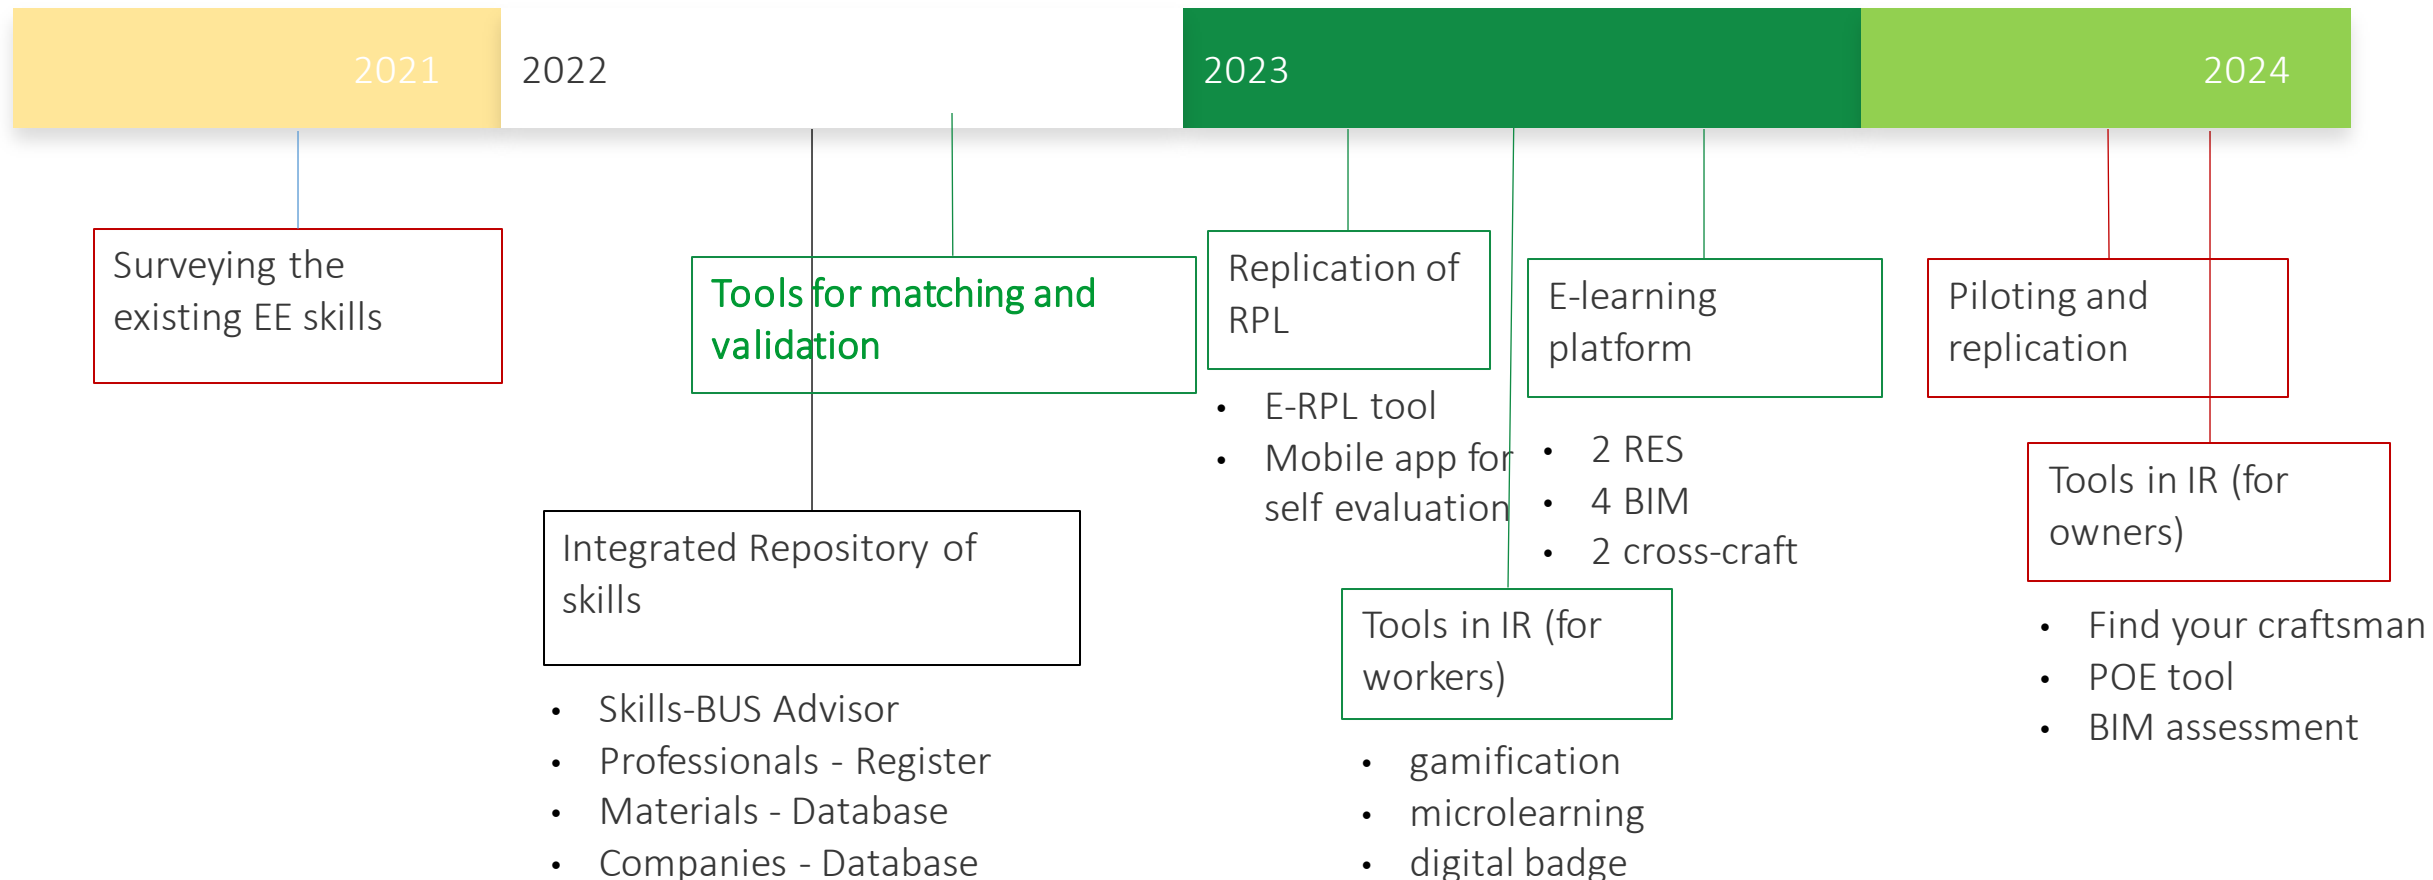 2021
2022
2023
2024
Surveying the
existing EE skills
Tools for matching and
validation
Integrated Repository of
skills
• Skills-BUS Advisor
• Professionals - Register
• Materials - Database
• Companies - Database
Replication of
RPL
• E-RPL tool
• Mobile app for
self evaluation
Tools in IR (for
workers)
• gamification
• microlearning
• digital badge
E-learning
platform
• 2 RES
• 4 BIM
• 2 cross-craft
Piloting and
replication
Tools in IR (for
owners)
• Find your craftsman
• POE tool
• BIM assessment